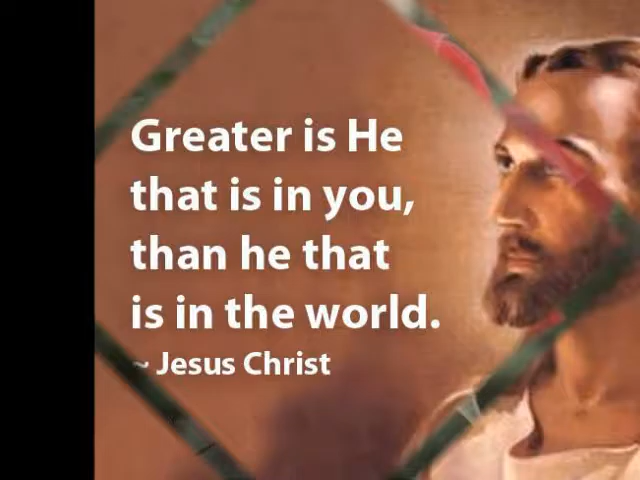 Greater is He
that is in you,
than he that
is in the world.
~ Jesus Christ